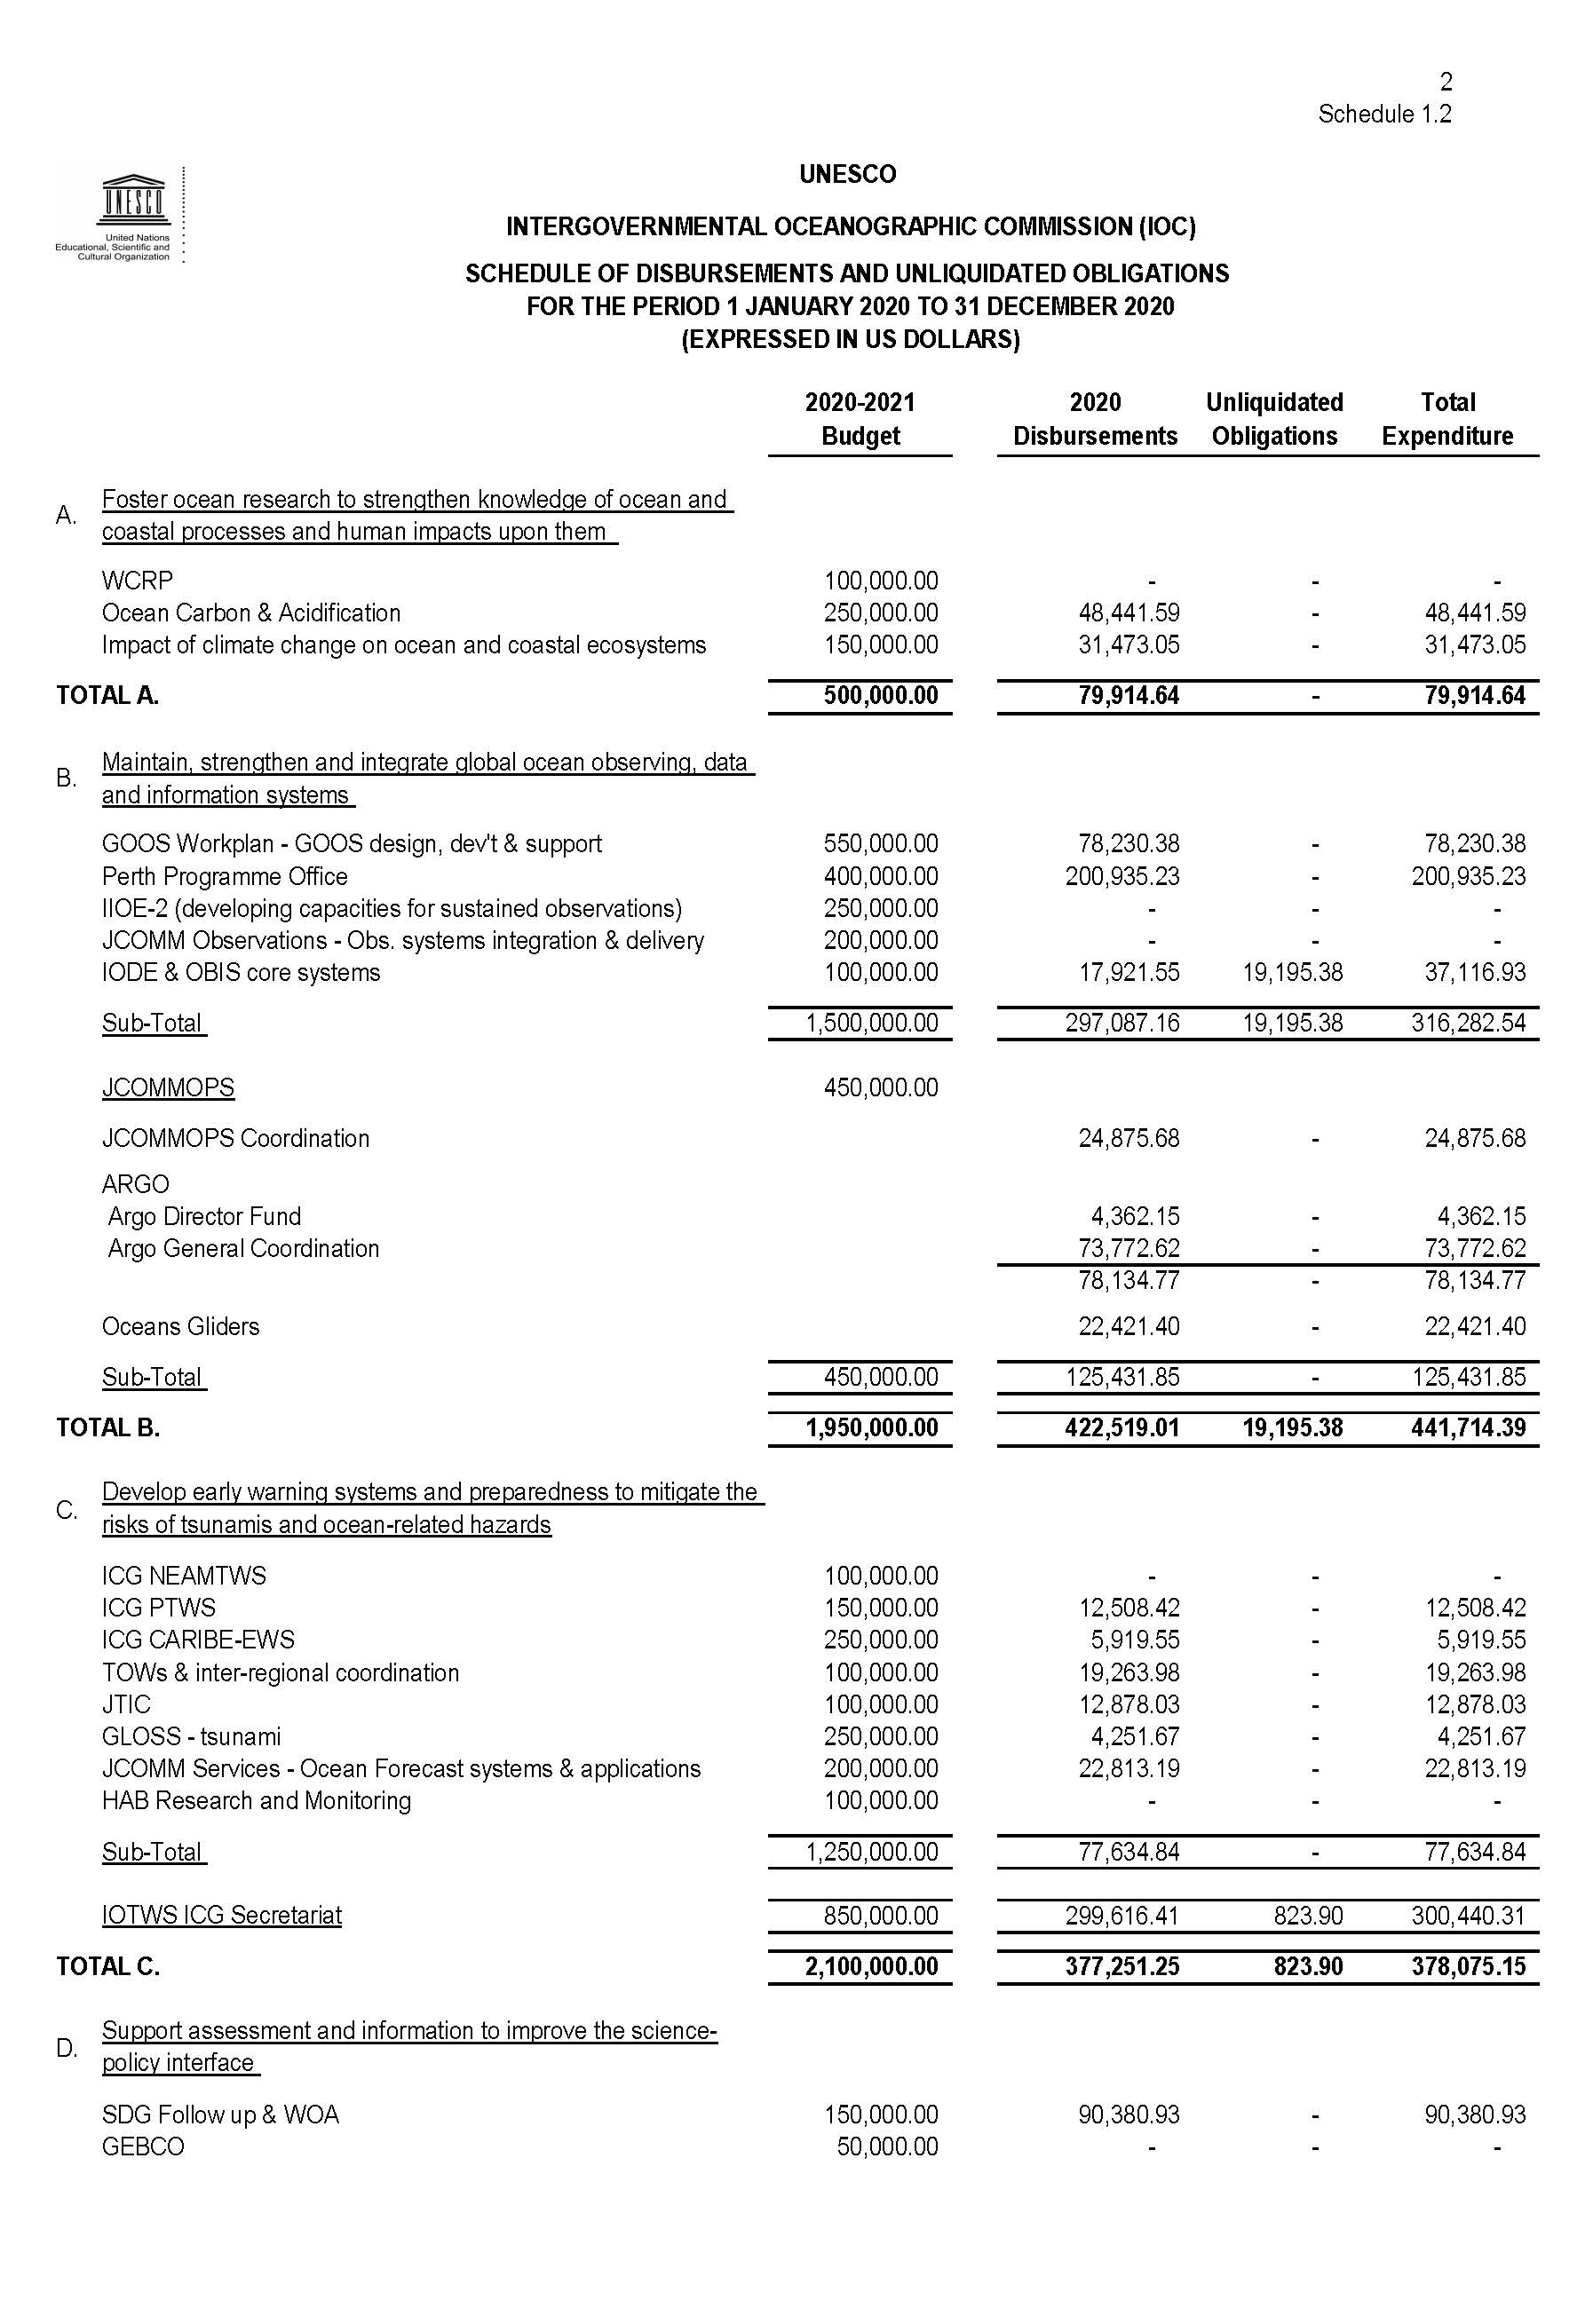 2
Schedule 1.2
UNESCO
United Nations
Educational, Scientific and
Cultural Organization
UNESCO
INTERGOVERNMENTAL OCEANOGRAPHIC COMMISSION (IOC)
SCHEDULE OF DISBURSEMENTS AND UNLIQUIDATED OBLIGATIONS
FOR THE PERIOD 1 JANUARY 2020 TO 31 DECEMBER 2020
(EXPRESSED IN US DOLLARS)
2020-2021 2020 Unliquidated Total
Budget Disbursements Obligations Expenditure
A. Foster ocean research to strengthen knowledge of ocean and
coastal processes and human impacts upon them
WCRP 100,000.00 - - -
Ocean Carbon & Acidification 250,000.00 48,441.59 - 48,441.59
Impact of climate change on ocean and coastal ecosystems 150,000.00 31,473.05 - 31,473.05
TOTAL A. 500,000.00 79,914.64 - 79,914.64
B. Maintain, strengthen and integrate global ocean observing, data
and information systems
GOOS Workplan - GOOS design, dev't & support 550,000.00 78,230.38 - 78,230.38
Perth Programme Office 400,000.00 200,935.23 - 200,935.23
IIOE-2 (developing capacities for sustained observations) 250,000.00 - - -
JCOMM Observations - Obs. systems integration & delivery 200,000.00 - - -
IODE & OBIS core systems 100,000.00 17,921.55 19,195.38 37,116.93
Sub-Total 1,500,000.00 297,087.16 19,195.38 316,282.54
JCOMMOPS 450,000.00
JCOMMOPS Coordination 24,875.68 - 24,875.68
ARGO
Argo Director Fund 4,362.15 - 4,362.15
Argo General Coordination 73,772.62 - 73,772.62
78,134.77 - 78,134.77
Oceans Gliders 22,421.40 - 22,421.40
Sub-Total 450,000.00 125,431.85 - 125,431.85
TOTAL B. 1,950,000.00 422,519.01 19,195.38 441,714.39
C. Develop early warning systems and preparedness to mitigate the
risks of tsunamis and ocean-related hazards
ICG NEAMTWS 100,000.00 - - -
ICG PTWS 150,000.00 12,508.42 - 12,508.42
ICG CARIBE-EWS 250,000.00 5,919.55 - 5,919.55
TOWs & inter-regional coordination 100,000.00 19,263.98 - 19,263.98
JTIC 100,000.00 12,878.03 - 12,878.03
GLOSS - tsunami 250,000.00 4,251.67 - 4,251.67
JCOMM Services - Ocean Forecast systems & applications 200,000.00 22,813.19 - 22,813.19
HAB Research and Monitoring 100,000.00 - - -
Sub-Total 1,250,000.00 77,634.84 - 77,634.84
IOTWS ICG Secretariat 850,000.00 299,616.41 823.90 300,440.31
TOTAL C. 2,100,000.00 377,251.25 823.90 378,075.15
D. Support assessment and information to improve the science-
policy interface
SDG Follow up & WOA 150,000.00 90,380.93 - 90,380.93
GEBCO 50,000.00 - - -